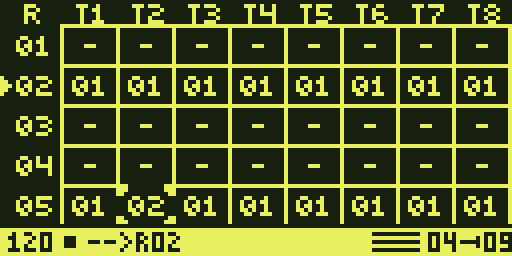 R T1 T2 T3 T4 T5 T6 T7 T8
01 - - - - - - - -
02 01 01 01 01 01 01 01 01
03 - - - - - - - -
04 - - - - - - - -
05 01 02 01 01 01 01 01 01
120 ■ -->R02 04→09